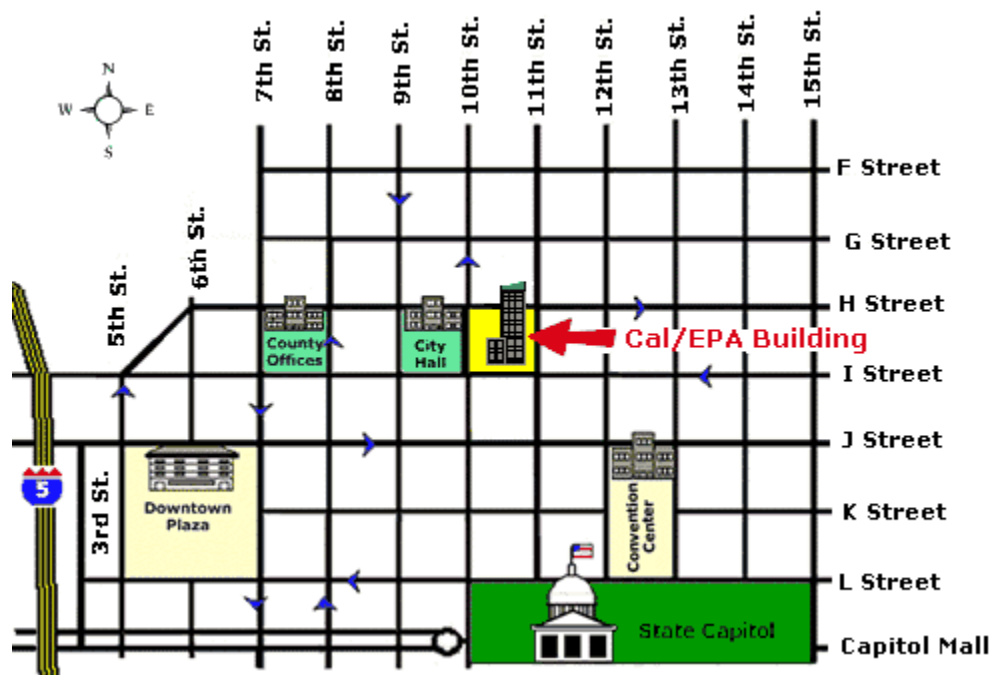 7th St.
8th St.
9th St.
10th St.
11th St.
12th St.
13th St.
14th St.
15th St.
N
W
E
S
F Street
6th St.
G Street
5th St.
H Street
County
Offices
City
Hall
Cal/EPA Building
I Street
J Street
5
3rd St.
Downtown
Plaza
Convention
Center
K Street
L Street
State Capitol
Capitol Mall